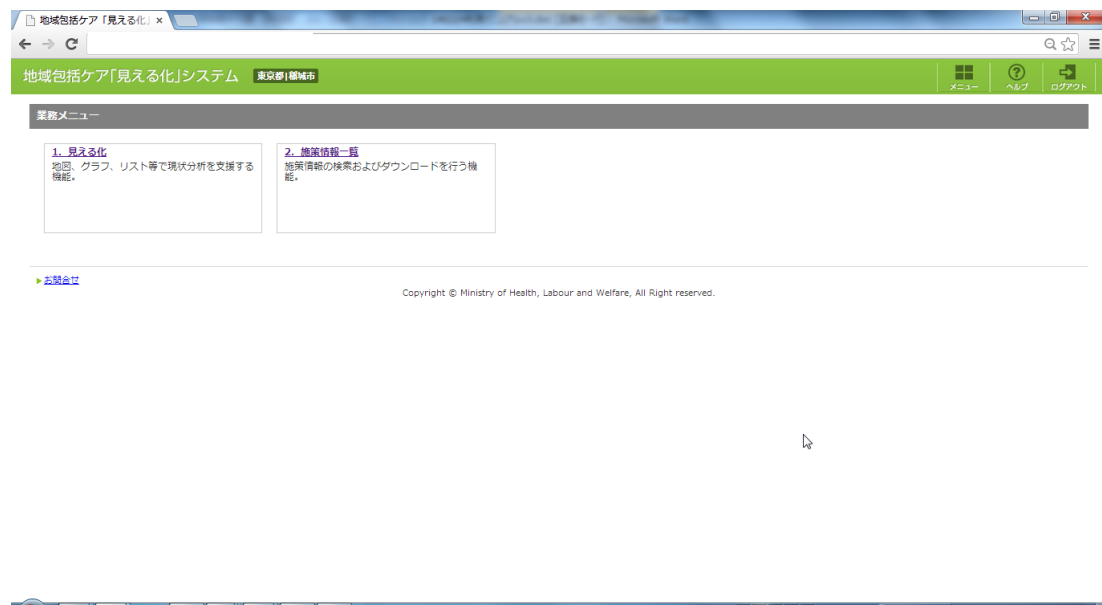 地域包括ケア「見える化」
地域包括ケア「見える化」システム 東京都|稲城市
メニュー ヘルプ ログアウト
業務メニュー
1. 見える化
地図、グラフ、リスト等で現状分析を支援する
機能。
2. 施策情報一覧
施策情報の検索およびダウンロードを行う機
能。
お問合せ
Copyright © Ministry of Health, Labour and Welfare, All Right reserved.